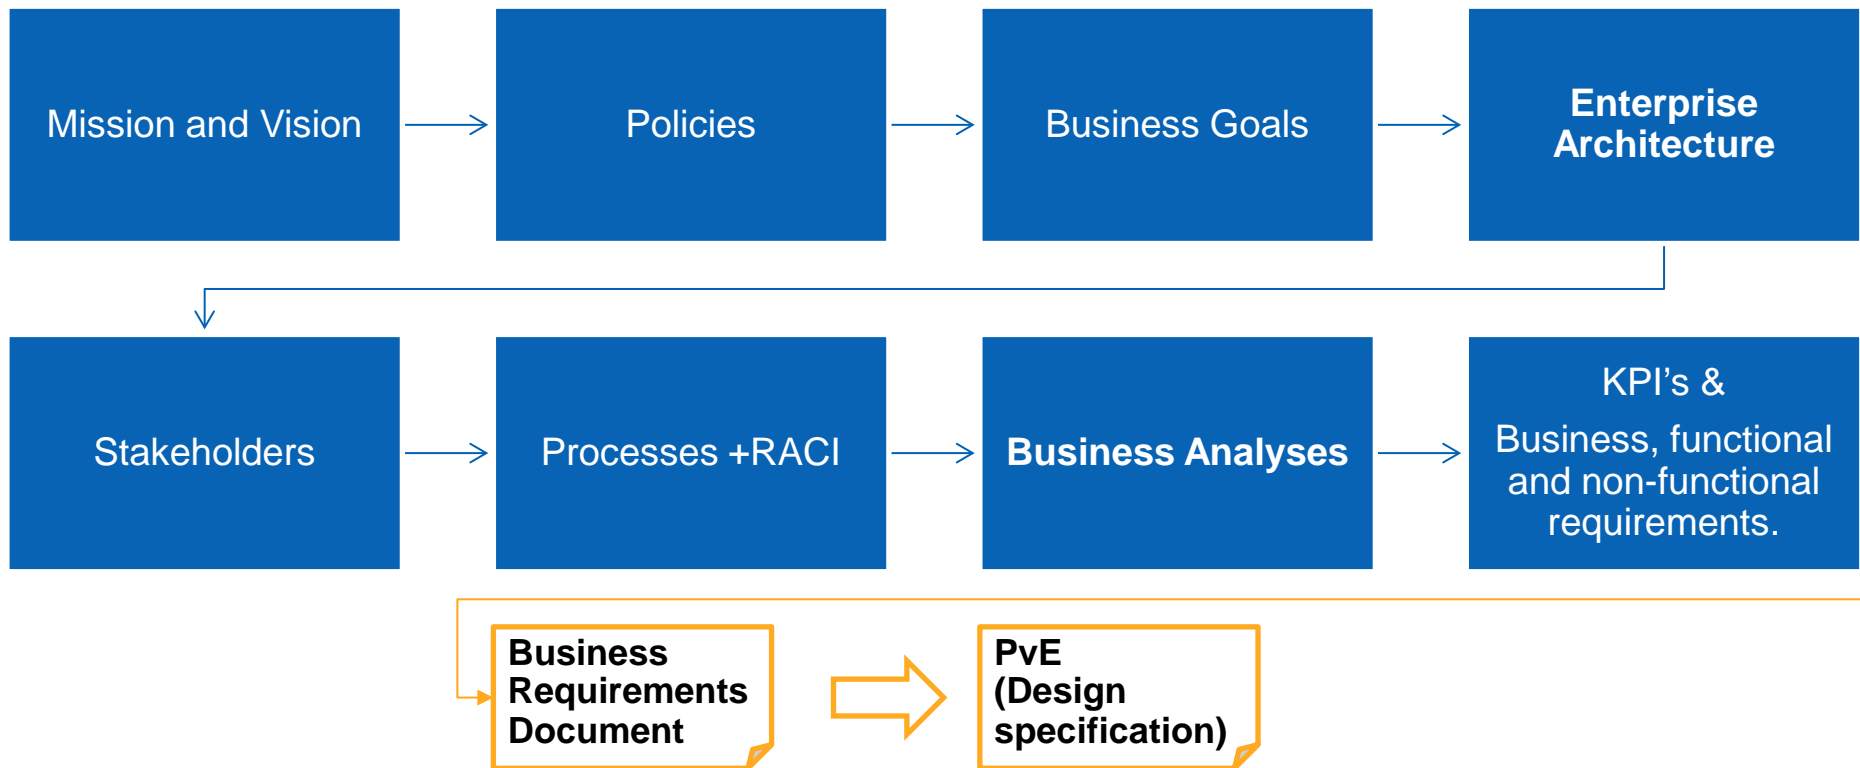 Mission and Vision
Policies
Business Goals
Enterprise
Architecture
Stakeholders
Processes +RACI
Business Analyses
KPI’s &
Business, functional
and non-functional
requirements.
Business
Requirements
Document
PvE
(Design
specification)